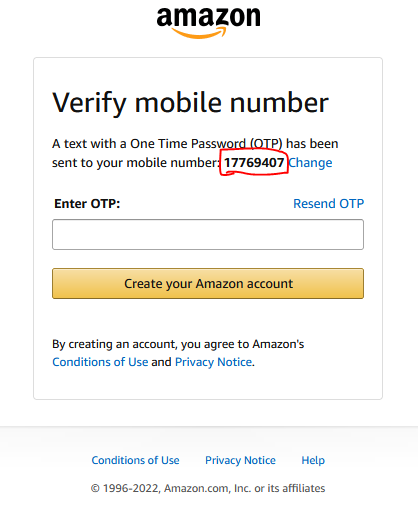 amazon
Verify mobile number
A text with a One Time Password (OTP) has been
sent to your mobile number: 17769407 Change
Enter OTP:
Resend OTP
Create your Amazon account
By creating an account, you agree to Amazon's
Conditions of Use and Privacy Notice.
Conditions of Use Privacy Notice Help
© 1996-2022, Amazon.com, Inc. or its affiliates